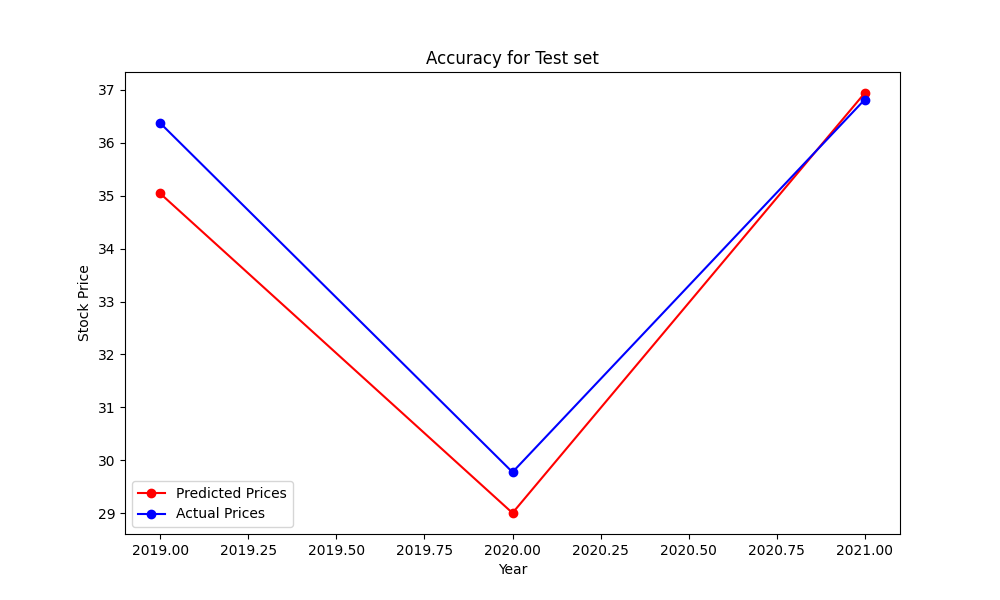 Accuracy for Test set
37
36
35
34
33
32
31
30
29
Stock Price
Predicted Prices
Actual Prices
2019.00 2019.25 2019.50 2019.75 2020.00 2020.25 2020.50 2020.75 2021.00
Year